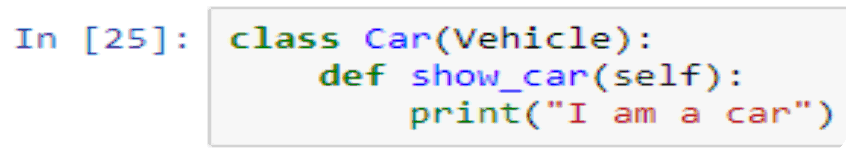 In [25]: class Car(Vehicle):
def show_car(self):
print("I am a car")